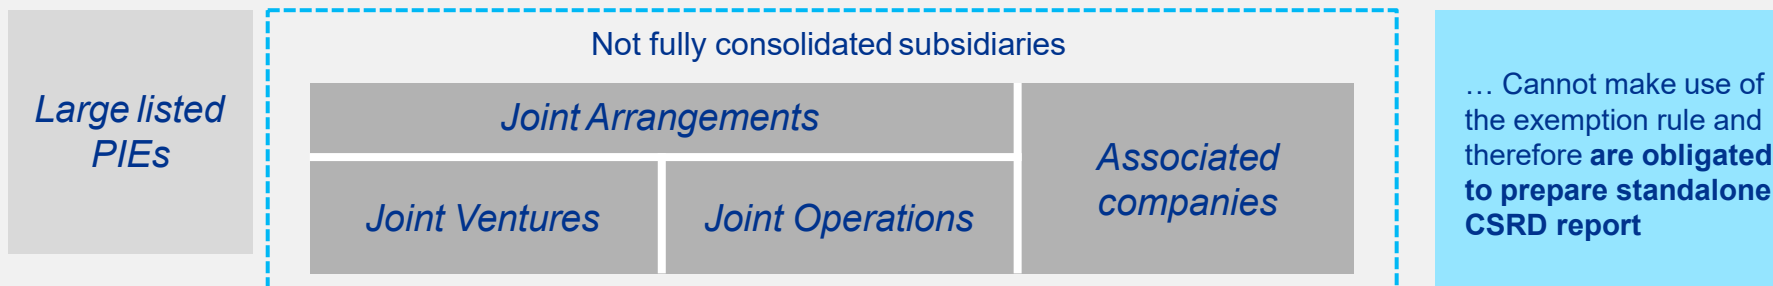 Large listed
PIEs
Not fully consolidated subsidiaries
Joint Arrangements
Joint Ventures
Joint Operations
Associated
companies
… Cannot make use of
the exemption rule and
therefore are obligated
to prepare standalone
CSRD report